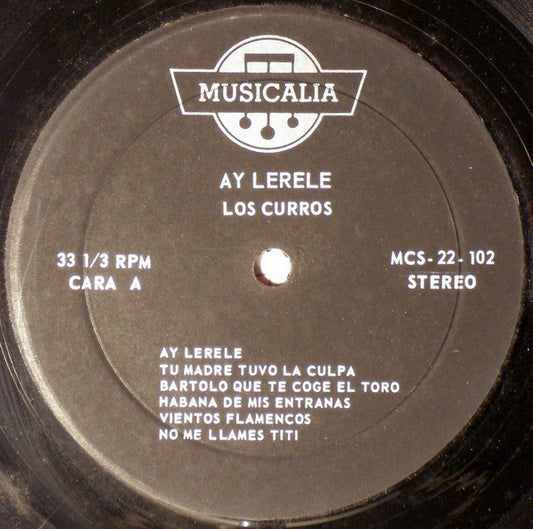 MUSICALIA
AY LERELE
LOS CURROS
33 1/3 RPM
CARA A
MCS-22-102
STEREO
AY LERELE
TU MADRE TUVO LA CULPA
BARTOLO QUE TE COGE EL TORO
HABANA DE MIS ENTRANAS
VIENTOS FLAMENCOS
NO ME LLAMES TITI